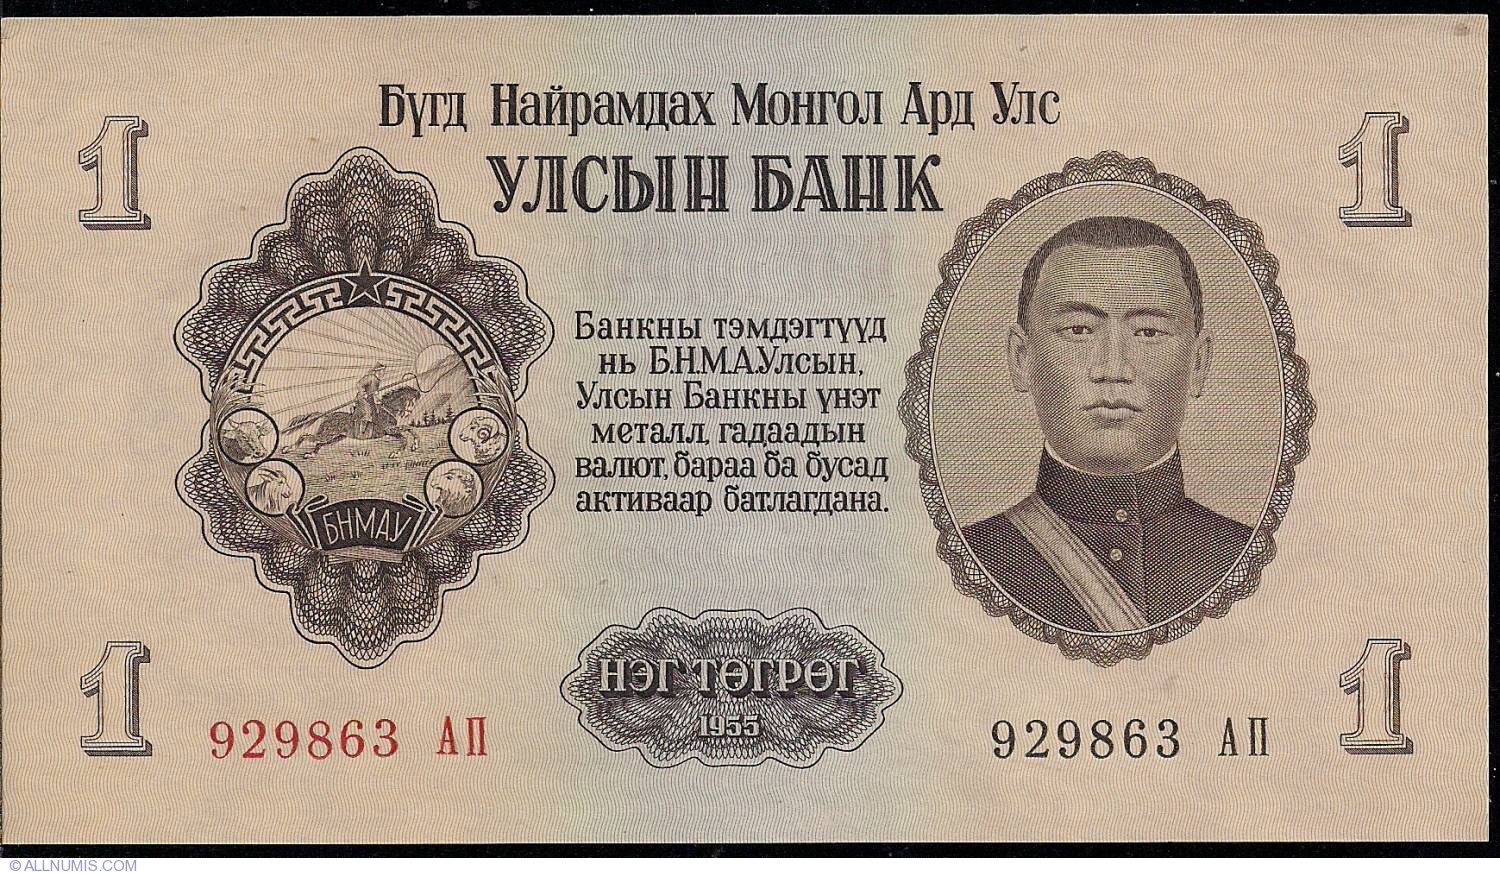 Бүгд Найрамдах Монгол Ард Улс
УЛСЫН БАНК
1
1
Банкны тэмдэгтүүд
нь Б.Н.М.А.Улсын,
Улсын Банкны үнэт
металл, гадаадын
валют, бараа ба бусад
активаар батлагдана.
БНМАУ
НЭГ ТӨГРӨГ
1955
1
1
929863 АП
929863 АП
© ALLNUMIS.COM